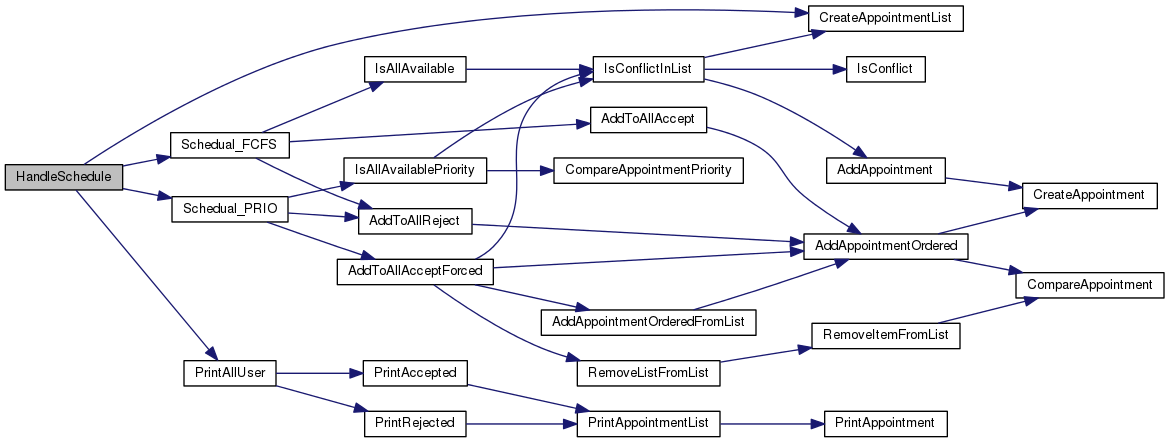 CreateAppointmentList
IsAllAvailable
IsConflictInList
IsConflict
AddToAllAccept
Schedual_FCFS
IsAllAvailablePriority
CompareAppointmentPriority
AddAppointment
HandleSchedule
CreateAppointment
Schedual_PRIO
AddToAllReject
AddAppointmentOrdered
AddToAllAcceptForced
CompareAppointment
AddAppointmentOrderedFromList
RemoveItemFromList
PrintAllUser
PrintAccepted
RemoveListFromList
PrintRejected
PrintAppointmentList
PrintAppointment